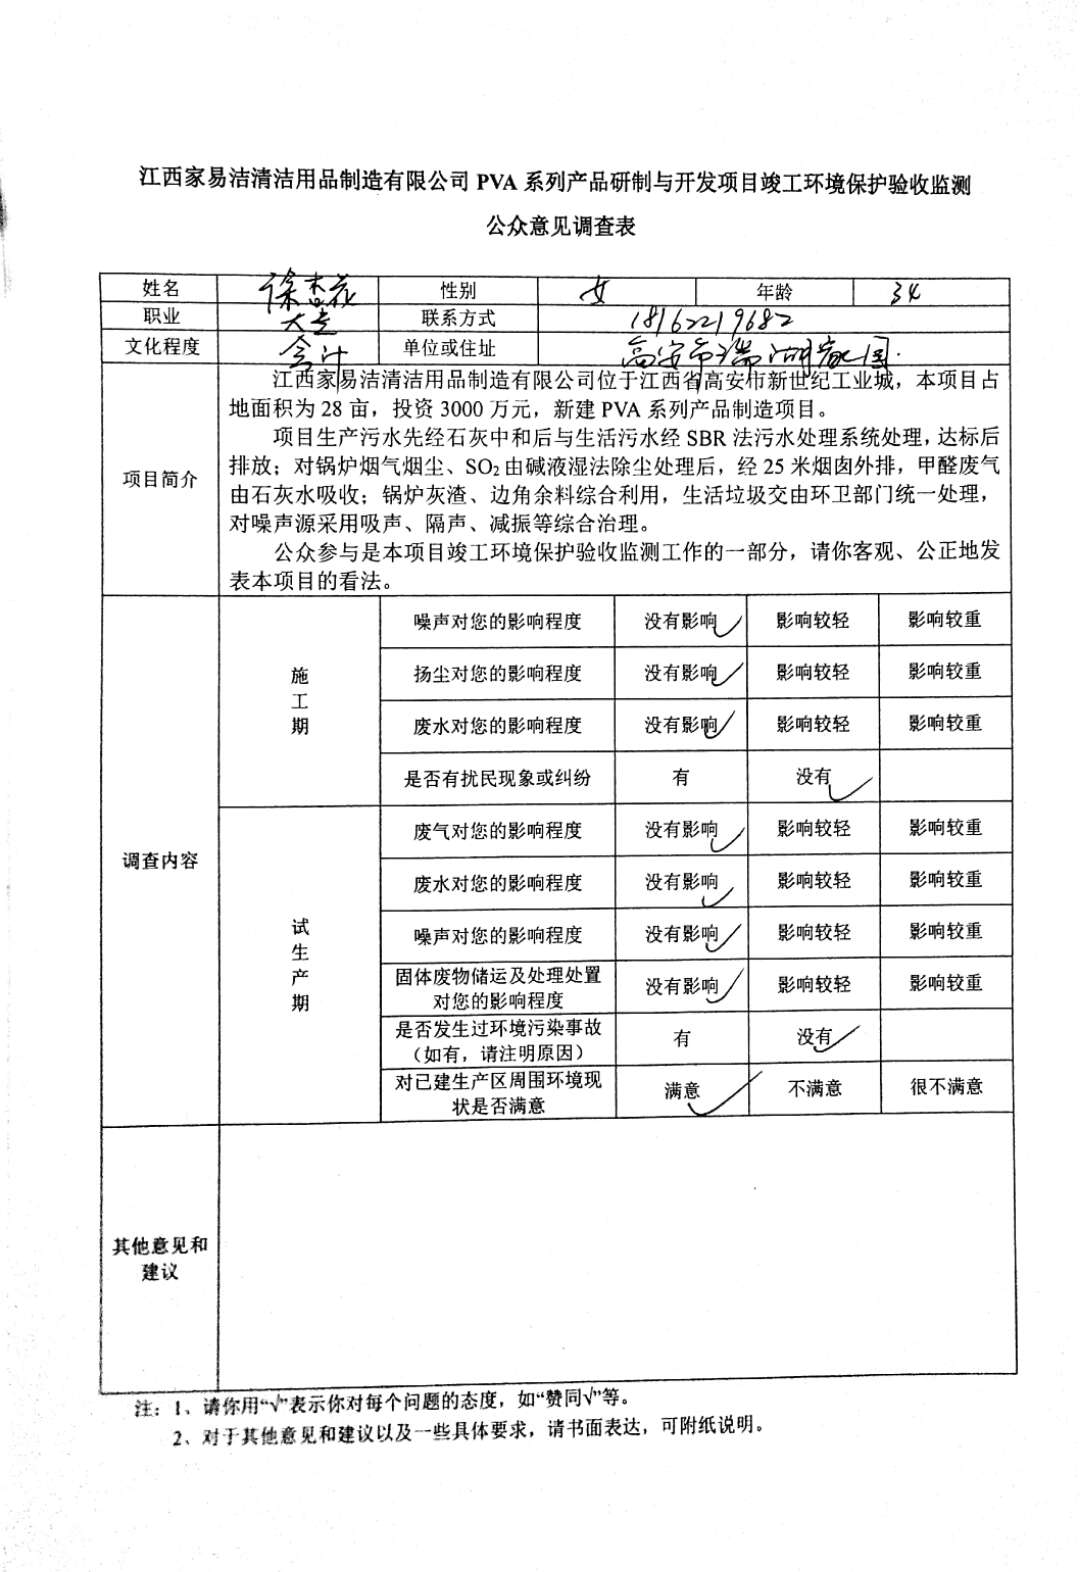 江西家易洁清洁用品制造有限公司 PVA 系列产品研制与开发项目竣工环境保护验收监测
公众意见调查表
姓名 徐杏花 性别 女 年龄 34
职业 大专 联系方式 18162219682
文化程度 会计 单位或住址 高安市瑞湖家园.
项目简介
江西家易洁清洁用品制造有限公司位于江西省高安市新世纪工业城，本项目占
地面积为 28 亩，投资 3000 万元，新建 PVA 系列产品制造项目。
项目生产污水先经石灰中和后与生活污水经 SBR 法污水处理系统处理，达标后
排放；对锅炉烟气烟尘、SO₂ 由碱液湿法除尘处理后，经 25 米烟囱外排，甲醛废气
由石灰水吸收；锅炉灰渣、边角余料综合利用，生活垃圾交由环卫部门统一处理，
对噪声源采用吸声、隔声、减振等综合治理。
公众参与是本项目竣工环境保护验收监测工作的一部分，请你客观、公正地发
表本项目的看法。
调查内容
施工期
噪声对您的影响程度 没有影响✓ 影响较轻 影响较重
扬尘对您的影响程度 没有影响✓ 影响较轻 影响较重
废水对您的影响程度 没有影响✓ 影响较轻 影响较重
是否有扰民现象或纠纷 有 没有✓
试生产期
废气对您的影响程度 没有影响✓ 影响较轻 影响较重
废水对您的影响程度 没有影响✓ 影响较轻 影响较重
噪声对您的影响程度 没有影响✓ 影响较轻 影响较重
固体废物储运及处理处置
对您的影响程度 没有影响✓ 影响较轻 影响较重
是否发生过环境污染事故
（如有，请注明原因） 有 没有✓
对已建生产区周围环境现
状是否满意 满意✓ 不满意 很不满意
其他意见和
建议
注：1、请你用“√”表示你对每个问题的态度，如“赞同√”等。
2、对于其他意见和建议以及一些具体要求，请书面表达，可附纸说明。